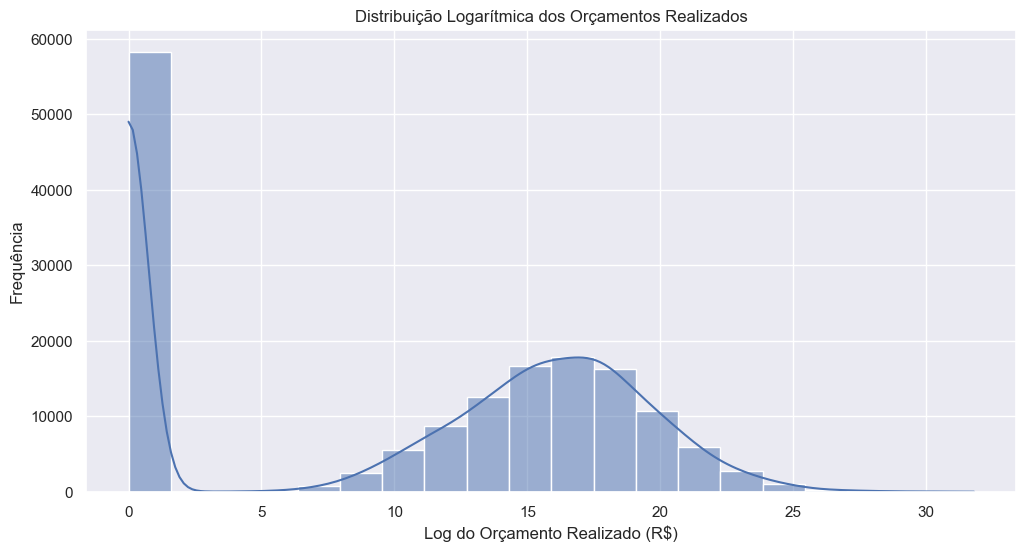 Distribuição Logarítmica dos Orçamentos Realizados
60000
50000
40000
30000
20000
10000
0
Frequência
0 5 10 15 20 25 30
Log do Orçamento Realizado (R$)